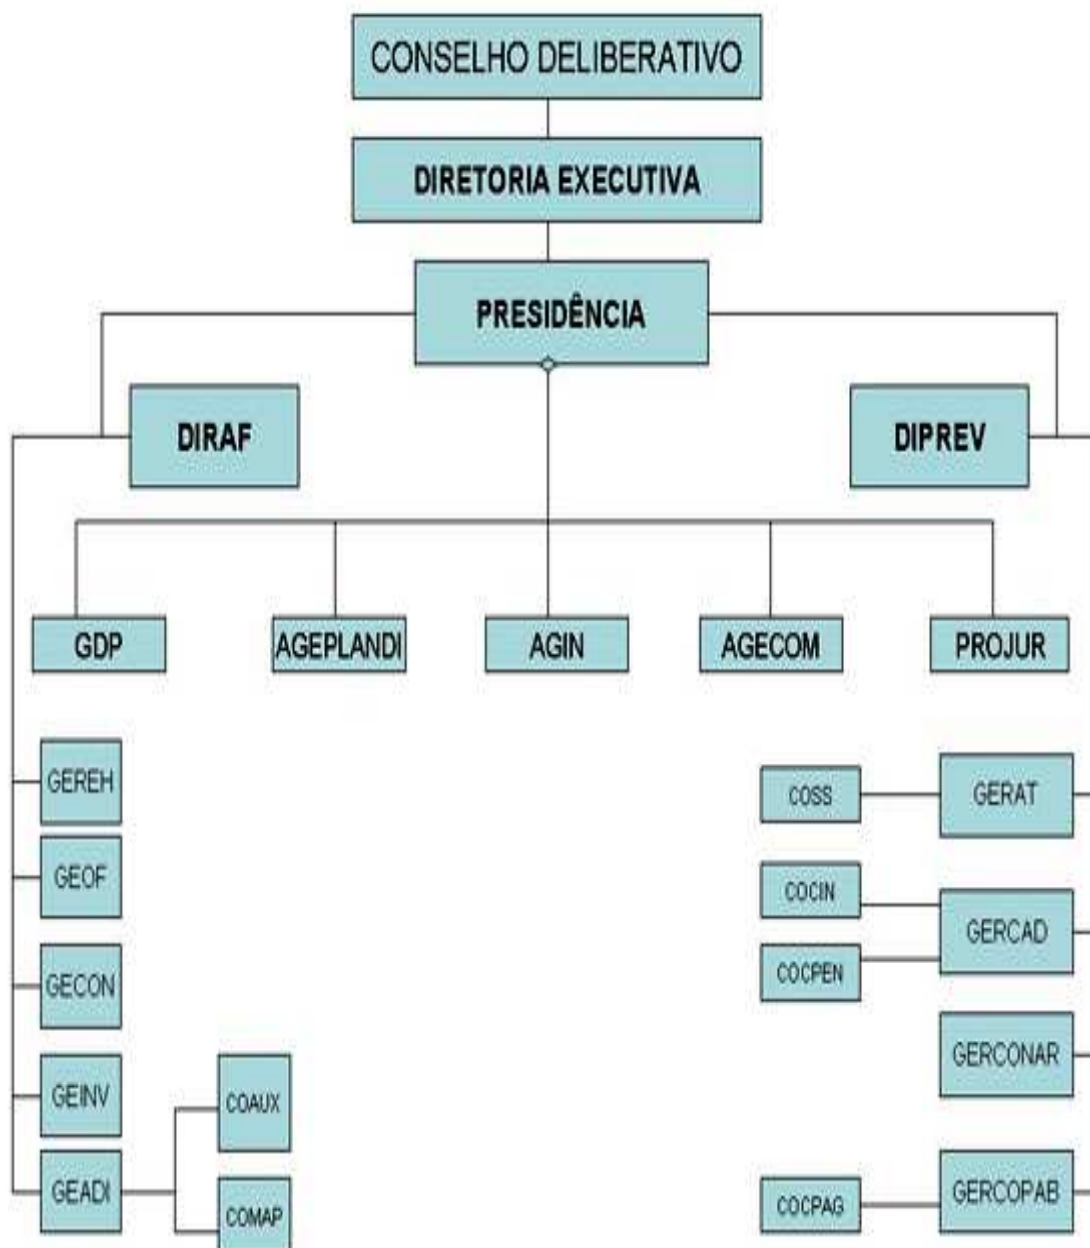 CONSELHO DELIBERATIVO
DIRETORIA EXECUTIVA
PRESIDÊNCIA
DIRAF
DIPREV
GDP
AGEPLANDI
AGIN
AGECOM
PROJUR
GEREH
GEOF
GECON
GEINV
GEADI
COAUX
COMAP
COSS
GERAT
COCIN
COCPEN
GERCAD
GERCONAR
COCPAG
GERCOPAB